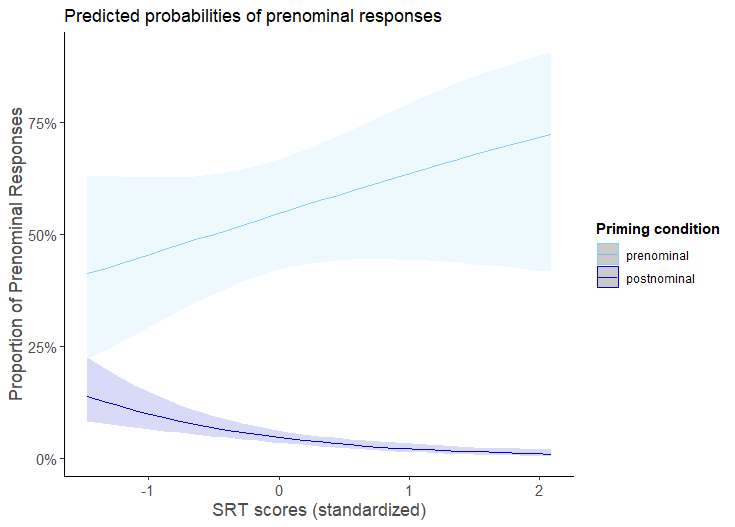 Predicted probabilities of prenominal responses
Proportion of Prenominal Responses
75%
50%
25%
0%
-1
0
1
2
SRT scores (standardized)
Priming condition
prenominal
postnominal